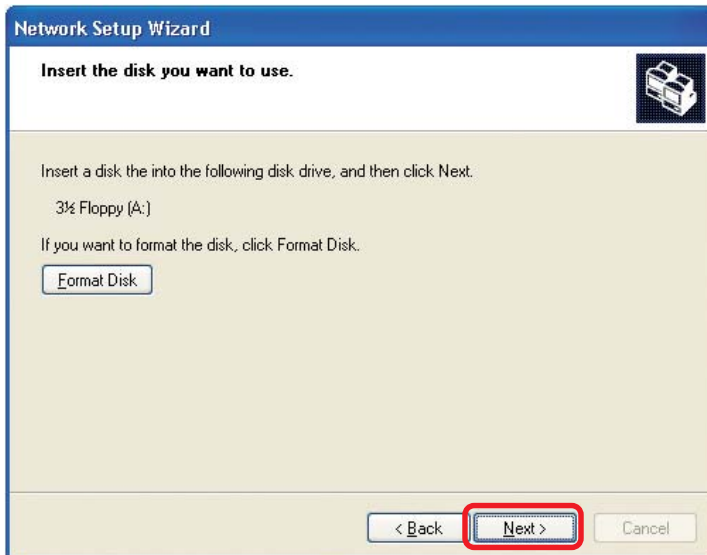 Network Setup Wizard
Insert the disk you want to use.
Insert a disk the into the following disk drive, and then click Next.
3½ Floppy (A:)
If you want to format the disk, click Format Disk.
Format Disk
< Back Next > Cancel